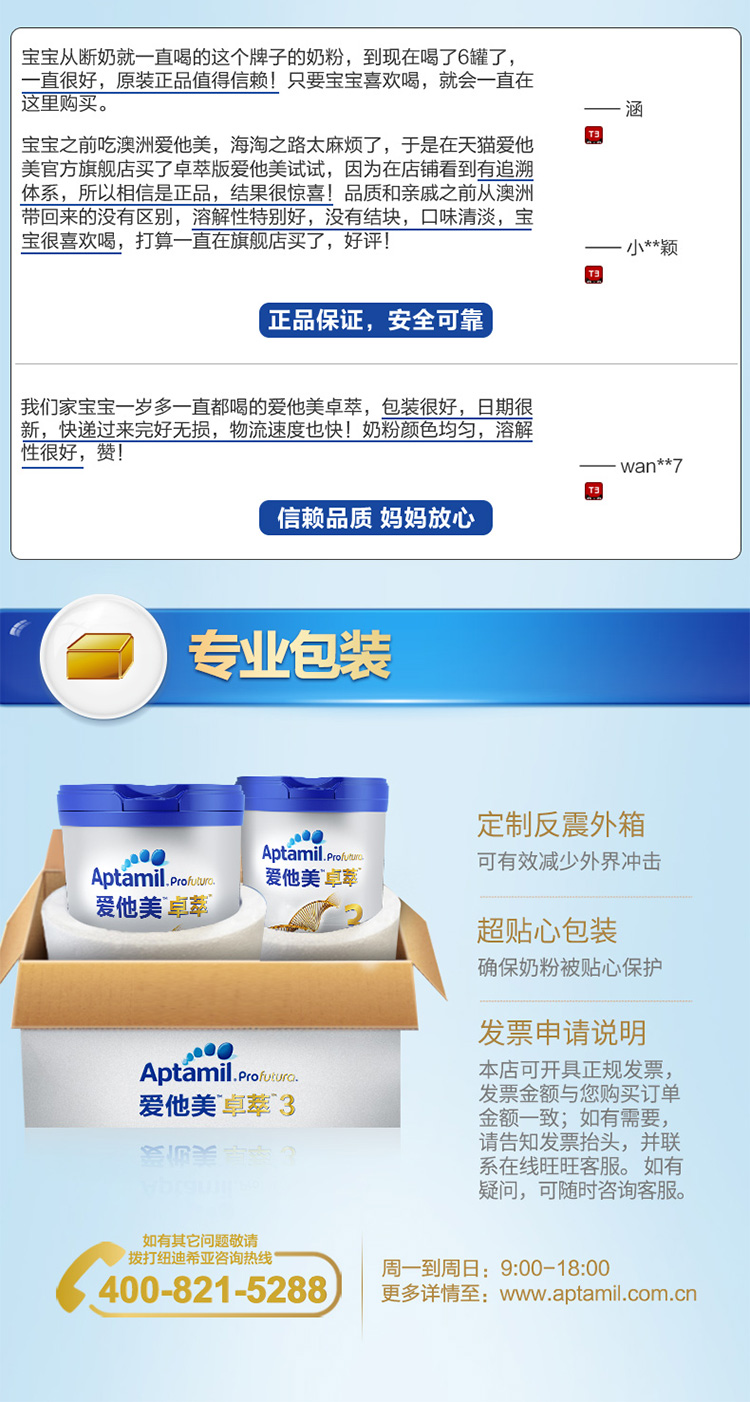 宝宝从断奶就一直喝的这个牌子的奶粉，到现在喝了6罐了，
一直很好，原装正品值得信赖！只要宝宝喜欢喝，就会一直在
这里购买。
—— 涵
T3
宝宝之前吃澳洲爱他美，海淘之路太麻烦了，于是在天猫爱他
美官方旗舰店买了卓萃版爱他美试试，因为在店铺看到有追溯
体系，所以相信是正品，结果很惊喜！品质和亲戚之前从澳洲
带回来的没有区别，溶解性特别好，没有结块，口味清淡，宝
宝很喜欢喝，打算一直在旗舰店买了，好评！
—— 小**颖
T3
正品保证，安全可靠
我们家宝宝一岁多一直都喝的爱他美卓萃，包装很好，日期很
新，快递过来完好无损，物流速度也快！奶粉颜色均匀，溶解
性很好，赞！
—— wan**7
T3
信赖品质 妈妈放心
专业包装
Aptamil.Profutura.
爱他美™卓萃™
Aptamil.Profutura.
爱他美™卓萃™
3
Aptamil.Profutura.
爱他美™卓萃™3
定制反震外箱
可有效减少外界冲击
超贴心包装
确保奶粉被贴心保护
发票申请说明
本店可开具正规发票，
发票金额与您购买订单
金额一致；如有需要，
请告知发票抬头，并联
系在线旺旺客服。如有
疑问，可随时咨询客服。
如有其它问题敬请
拨打纽迪希亚咨询热线
400-821-5288
周一到周日：9:00-18:00
更多详情至：www.aptamil.com.cn